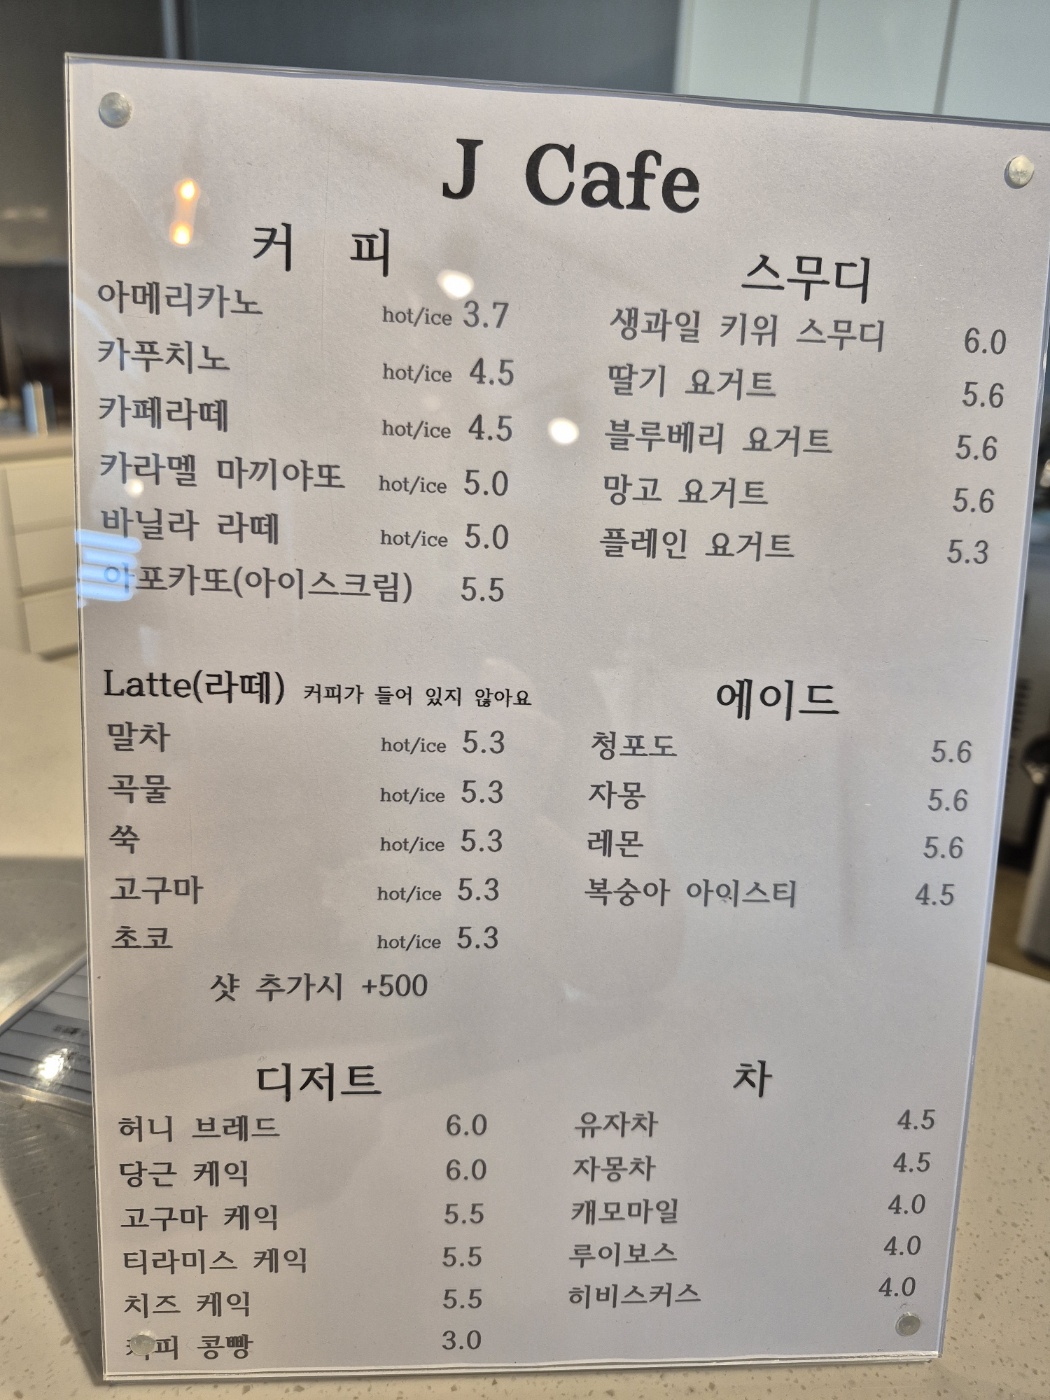 J Cafe
커 피
아메리카노 hot/ice 3.7
카푸치노 hot/ice 4.5
카페라떼 hot/ice 4.5
카라멜 마끼야또 hot/ice 5.0
바닐라 라떼 hot/ice 5.0
아포카또(아이스크림) 5.5
스무디
생과일 키위 스무디 6.0
딸기 요거트 5.6
블루베리 요거트 5.6
망고 요거트 5.6
플레인 요거트 5.3
Latte(라떼) 커피가 들어 있지 않아요
말차 hot/ice 5.3
곡물 hot/ice 5.3
쑥 hot/ice 5.3
고구마 hot/ice 5.3
초코 hot/ice 5.3
샷 추가시 +500
에이드
청포도 5.6
자몽 5.6
레몬 5.6
복숭아 아이스티 4.5
디저트
허니 브레드 6.0
당근 케익 6.0
고구마 케익 5.5
티라미스 케익 5.5
치즈 케익 5.5
커피 콩빵 3.0
차
유자차 4.5
자몽차 4.5
캐모마일 4.0
루이보스 4.0
히비스커스 4.0